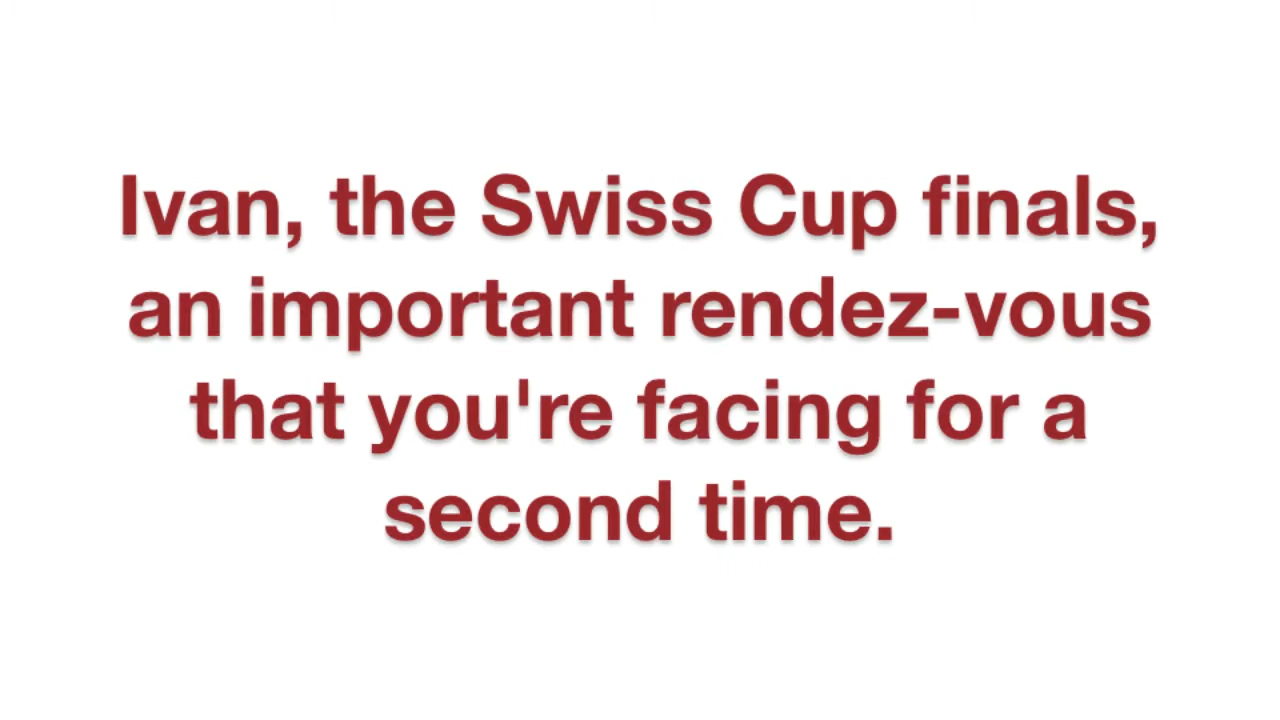 Ivan, the Swiss Cup finals,
an important rendez-vous
that you're facing for a
second time.